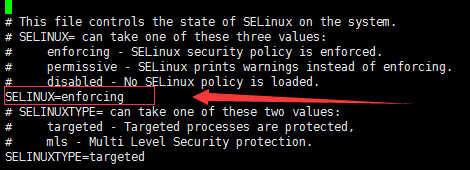 # This file controls the state of SELinux on the system.
# SELINUX= can take one of these three values:
#     enforcing - SELinux security policy is enforced.
#     permissive - SELinux prints warnings instead of enforcing.
#     disabled - No SELinux policy is loaded.
SELINUX=enforcing
# SELINUXTYPE= can take one of these two values:
#     targeted - Targeted processes are protected,
#     mls - Multi Level Security protection.
SELINUXTYPE=targeted